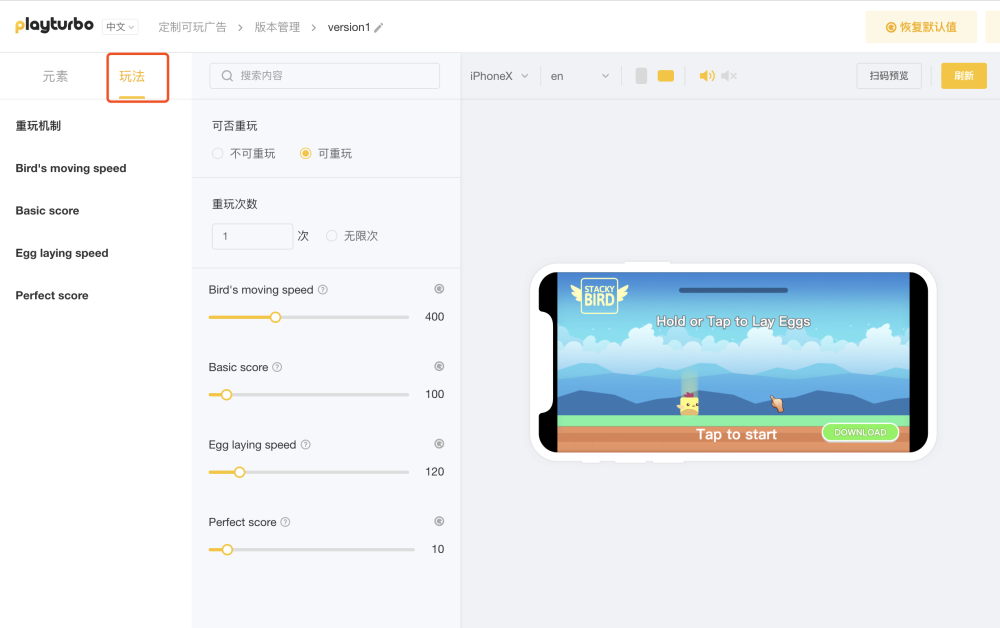 playturbo
中文
定制可玩广告
版本管理
version1
恢复默认值
元素
玩法
搜索内容
iPhoneX
en
扫码预览
刷新
重玩机制
Bird's moving speed
Basic score
Egg laying speed
Perfect score
可否重玩
不可重玩
可重玩
重玩次数
1
次
无限次
Bird's moving speed
400
Basic score
100
Egg laying speed
120
Perfect score
10
STACKY
BIRD
Hold or Tap to Lay Eggs
Tap to start
DOWNLOAD